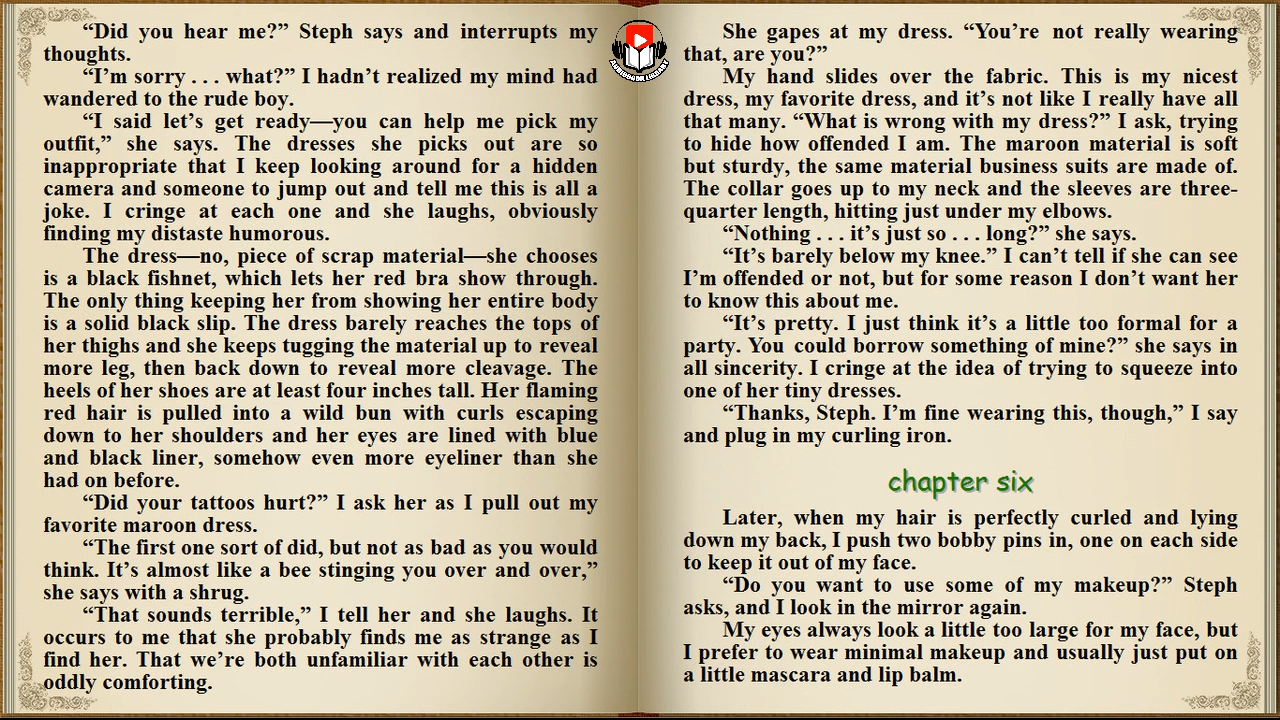 “Did you hear me?” Steph says and interrupts my
thoughts.
“I’m sorry . . . what?” I hadn’t realized my mind had
wandered to the rude boy.
“I said let’s get ready—you can help me pick my
outfit,” she says. The dresses she picks out are so
inappropriate that I keep looking around for a hidden
camera and someone to jump out and tell me this is all a
joke. I cringe at each one and she laughs, obviously
finding my distaste humorous.
The dress—no, piece of scrap material—she chooses
is a black fishnet, which lets her red bra show through.
The only thing keeping her from showing her entire body
is a solid black slip. The dress barely reaches the tops of
her thighs and she keeps tugging the material up to reveal
more leg, then back down to reveal more cleavage. The
heels of her shoes are at least four inches tall. Her flaming
red hair is pulled into a wild bun with curls escaping
down to her shoulders and her eyes are lined with blue
and black liner, somehow even more eyeliner than she
had on before.
“Did your tattoos hurt?” I ask her as I pull out my
favorite maroon dress.
“The first one sort of did, but not as bad as you would
think. It’s almost like a bee stinging you over and over,”
she says with a shrug.
“That sounds terrible,” I tell her and she laughs. It
occurs to me that she probably finds me as strange as I
find her. That we’re both unfamiliar with each other is
oddly comforting.
She gapes at my dress. “You’re not really wearing
that, are you?”
My hand slides over the fabric. This is my nicest
dress, my favorite dress, and it’s not like I really have all
that many. “What is wrong with my dress?” I ask, trying
to hide how offended I am. The maroon material is soft
but sturdy, the same material business suits are made of.
The collar goes up to my neck and the sleeves are three-
quarter length, hitting just under my elbows.
“Nothing . . . it’s just so . . . long?” she says.
“It’s barely below my knee.” I can’t tell if she can see
I’m offended or not, but for some reason I don’t want her
to know this about me.
“It’s pretty. I just think it’s a little too formal for a
party. You could borrow something of mine?” she says in
all sincerity. I cringe at the idea of trying to squeeze into
one of her tiny dresses.
“Thanks, Steph. I’m fine wearing this, though,” I say
and plug in my curling iron.
chapter six
Later, when my hair is perfectly curled and lying
down my back, I push two bobby pins in, one on each side
to keep it out of my face.
“Do you want to use some of my makeup?” Steph
asks, and I look in the mirror again.
My eyes always look a little too large for my face, but
I prefer to wear minimal makeup and usually just put on
a little mascara and lip balm.